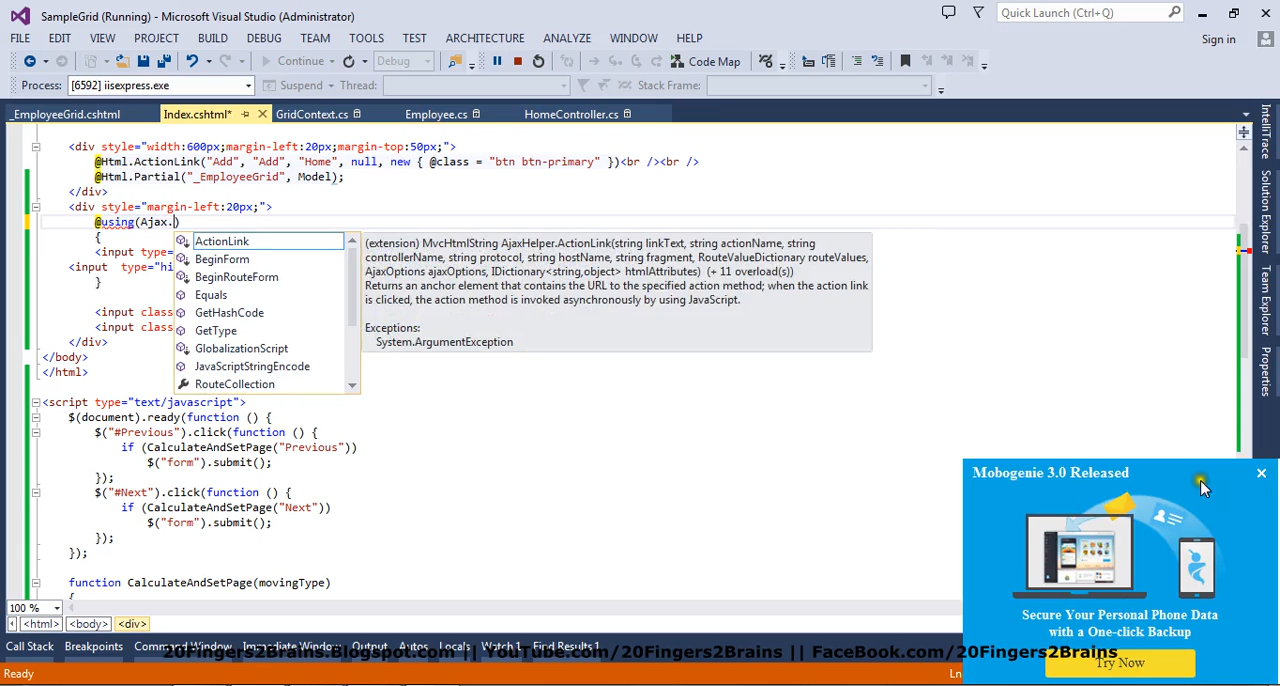 SampleGrid (Running) - Microsoft Visual Studio (Administrator)
Quick Launch (Ctrl+Q)
FILE EDIT VIEW PROJECT BUILD DEBUG TEAM TOOLS TEST ARCHITECTURE ANALYZE WINDOW HELP
Sign in
Continue Debug Code Map
Process: [6592] iisexpress.exe Suspend Thread: Stack Frame:
_EmployeeGrid.cshtml Index.cshtml* GridContext.cs Employee.cs HomeController.cs
<div style="width:600px;margin-left:20px;margin-top:50px;">
@Html.ActionLink("Add", "Add", "Home", null, new { @class = "btn btn-primary" })<br /><br />
@Html.Partial("_EmployeeGrid", Model);
</div>
<div style="margin-left:20px;">
@using(Ajax.)
{
<input type=
<input type="hi
}
<input class
<input class
</div>
</body>
</html>
ActionLink
BeginForm
BeginRouteForm
Equals
GetHashCode
GetType
GlobalizationScript
JavaScriptStringEncode
RouteCollection
(extension) MvcHtmlString AjaxHelper.ActionLink(string linkText, string actionName, string
controllerName, string protocol, string hostName, string fragment, RouteValueDictionary routeValues,
AjaxOptions ajaxOptions, IDictionary<string,object> htmlAttributes) (+ 11 overload(s))
Returns an anchor element that contains the URL to the specified action method; when the action link
is clicked, the action method is invoked asynchronously by using JavaScript.
Exceptions:
System.ArgumentException
<script type="text/javascript">
$(document).ready(function () {
$("#Previous").click(function () {
if (CalculateAndSetPage("Previous"))
$("form").submit();
});
$("#Next").click(function () {
if (CalculateAndSetPage("Next"))
$("form").submit();
});
});
function CalculateAndSetPage(movingType)
{
100 %
<html> <body> <div>
IntelliTrace
Solution Explorer
Team Explorer
Properties
Mobogenie 3.0 Released
Secure Your Personal Phone Data
with a One-click Backup
Try Now
Call Stack Breakpoints Command Window Immediate Window Output Autos Locals Watch 1 Find Results 1
20Fingers2Brains.Blogspot.com || YouTube.com/20Fingers2Brains || FaceBook.com/20Fingers2Brains
Ready Ln